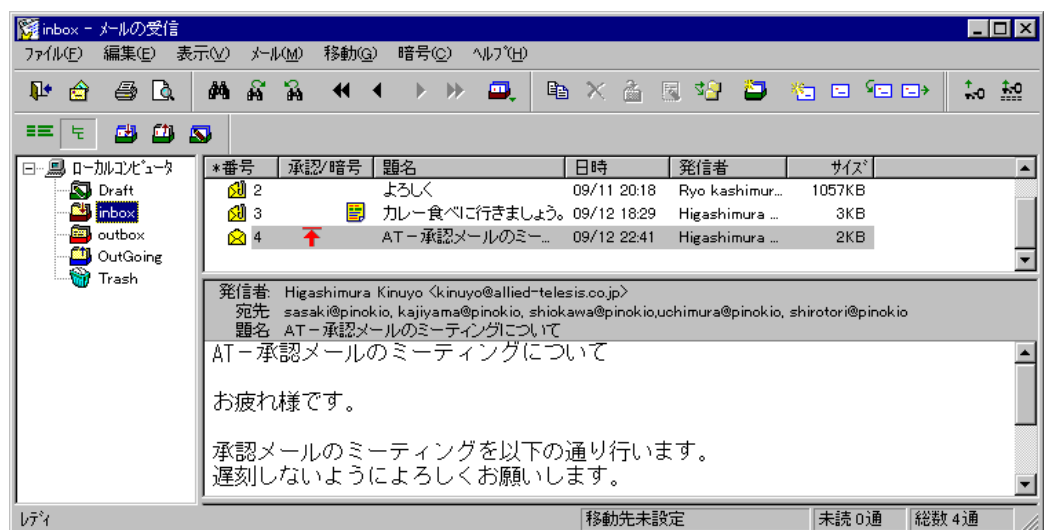 inbox - メールの受信
ファイル(F) 編集(E) 表示(V) メール(M) 移動(G) 暗号(C) ヘルプ(H)
ローカルコンピュータ
Draft
inbox
outbox
OutGoing
Trash
*番号 承認/暗号 題名 日時 発信者 サイズ
2 よろしく 09/11 20:18 Ryo kashimur... 1057KB
3 カレー食べに行きましょう。 09/12 18:29 Higashimura ... 3KB
4 AT-承認メールのミー... 09/12 22:41 Higashimura ... 2KB
発信者: Higashimura Kinuyo <kinuyo@allied-telesis.co.jp>
宛先 sasaki@pinokio, kajiyama@pinokio, shiokawa@pinokio,uchimura@pinokio, shirotori@pinokio
題名 AT-承認メールのミーティングについて
AT-承認メールのミーティングについて
お疲れ様です。
承認メールのミーティングを以下の通り行います。
遅刻しないようによろしくお願いします。
レディ 移動先未設定 未読 0通 総数 4通